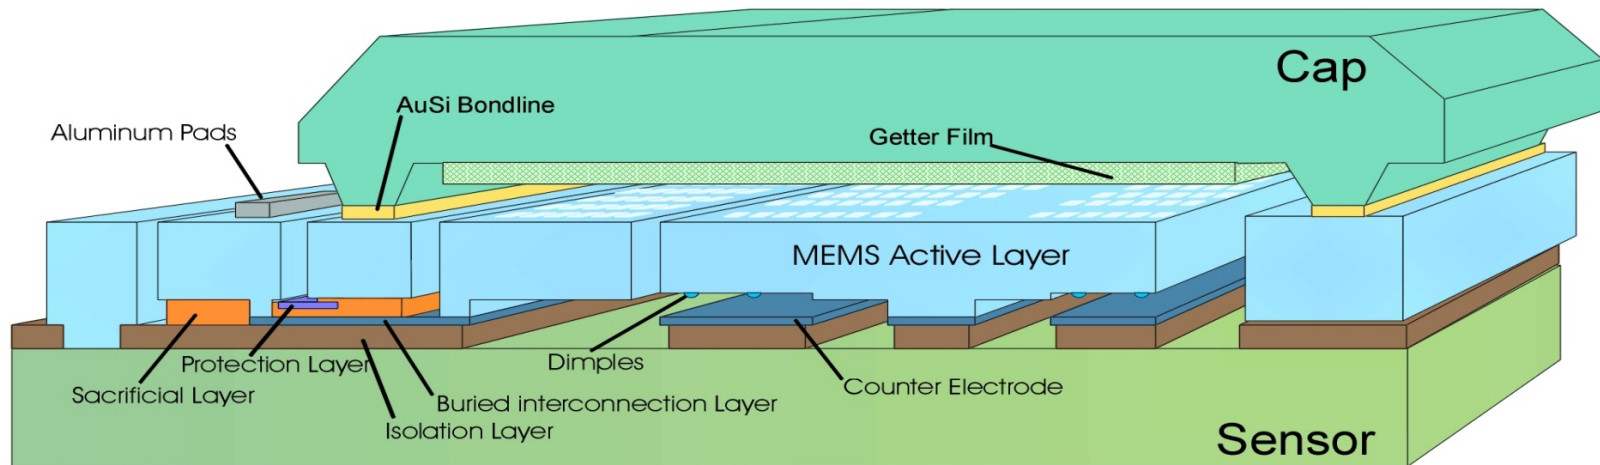 Cap
AuSi Bondline
Aluminum Pads
Getter Film
MEMS Active Layer
Protection Layer
Dimples
Sacrificial Layer
Buried interconnection Layer
Counter Electrode
Isolation Layer
Sensor